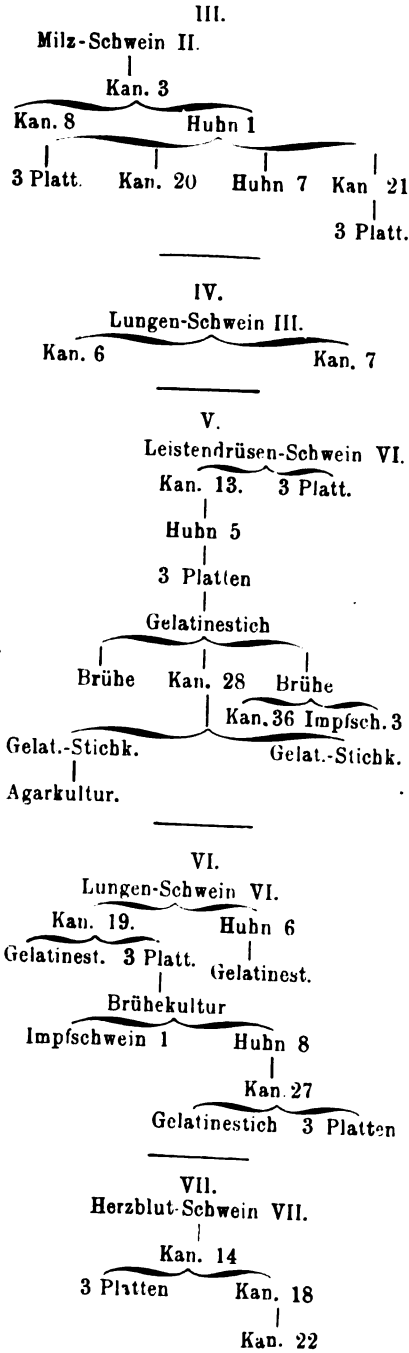 III.
Milz-Schwein II.
Kan. 3
Kan. 8 Huhn 1
3 Platt. Kan. 20 Huhn 7 Kan 21
3 Platt.
IV.
Lungen-Schwein III.
Kan. 6 Kan. 7
V.
Leistendrüsen-Schwein VI.
Kan. 13. 3 Platt.
Huhn 5
3 Platten
Gelatinestich
Brühe Kan. 28 Brühe
Kan. 36 Impfsch. 3
Gelat.-Stichk. Gelat.-Stichk.
Agarkultur.
VI.
Lungen-Schwein VI.
Kan. 19. Huhn 6
Gelatinest. 3 Platt. Gelatinest.
Brühekultur
Impfschwein 1 Huhn 8
Kan. 27
Gelatinestich 3 Platten
VII.
Herzblut-Schwein VII.
Kan. 14
3 Platten Kan. 18
Kan. 22